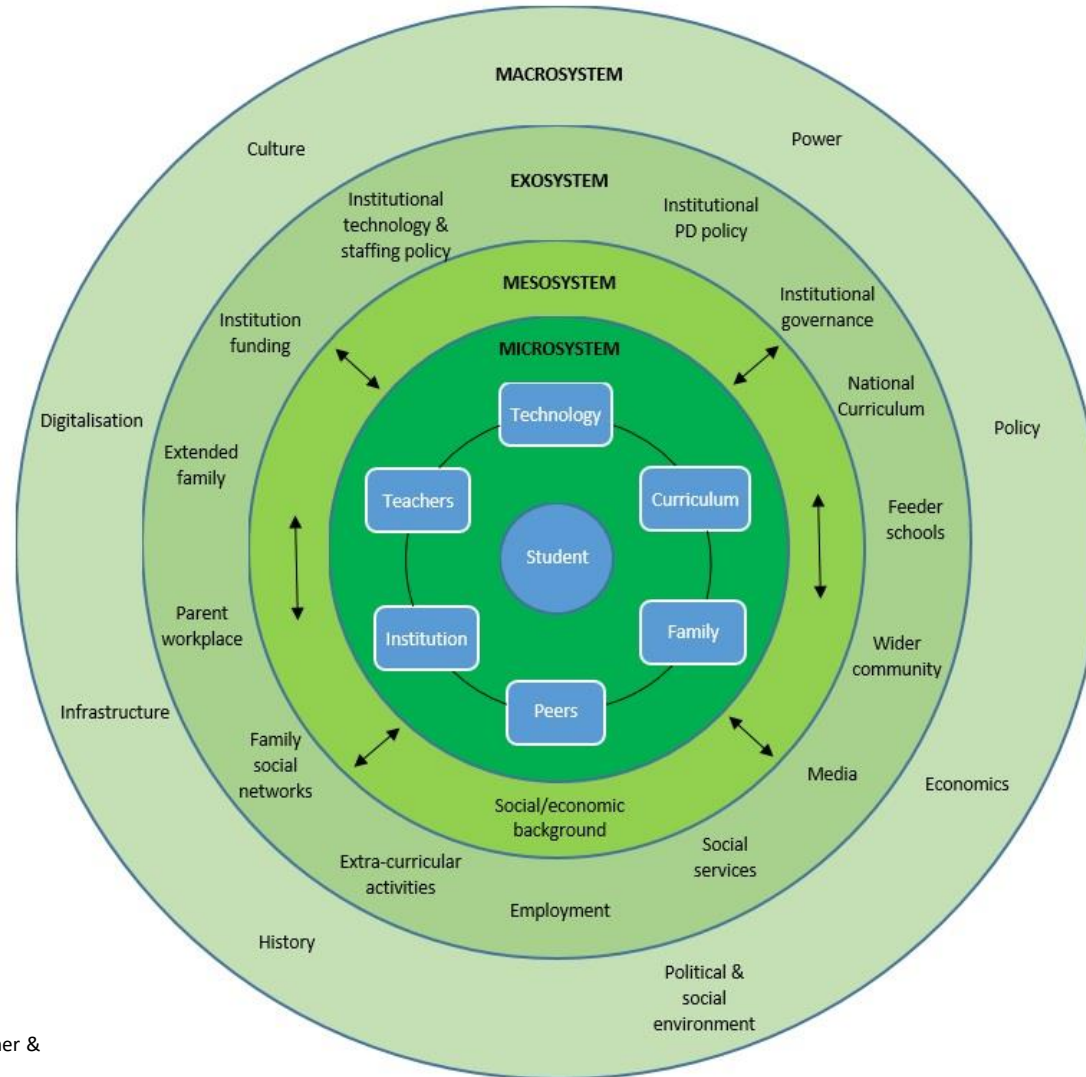 MACROSYSTEM
Culture
Power
EXOSYSTEM
Institutional
technology &
staffing policy
Institutional
PD policy
MESOSYSTEM
Institution
funding
Institutional
governance
MICROSYSTEM
National
Curriculum
Technology
Digitalisation
Policy
Extended
family
Teachers
Curriculum
Feeder
schools
Student
Parent
workplace
Institution
Family
Wider
community
Infrastructure
Peers
Family
social
networks
Media
Economics
Social/economic
background
Social
services
Extra-curricular
activities
Employment
History
Political &
social
environment
&